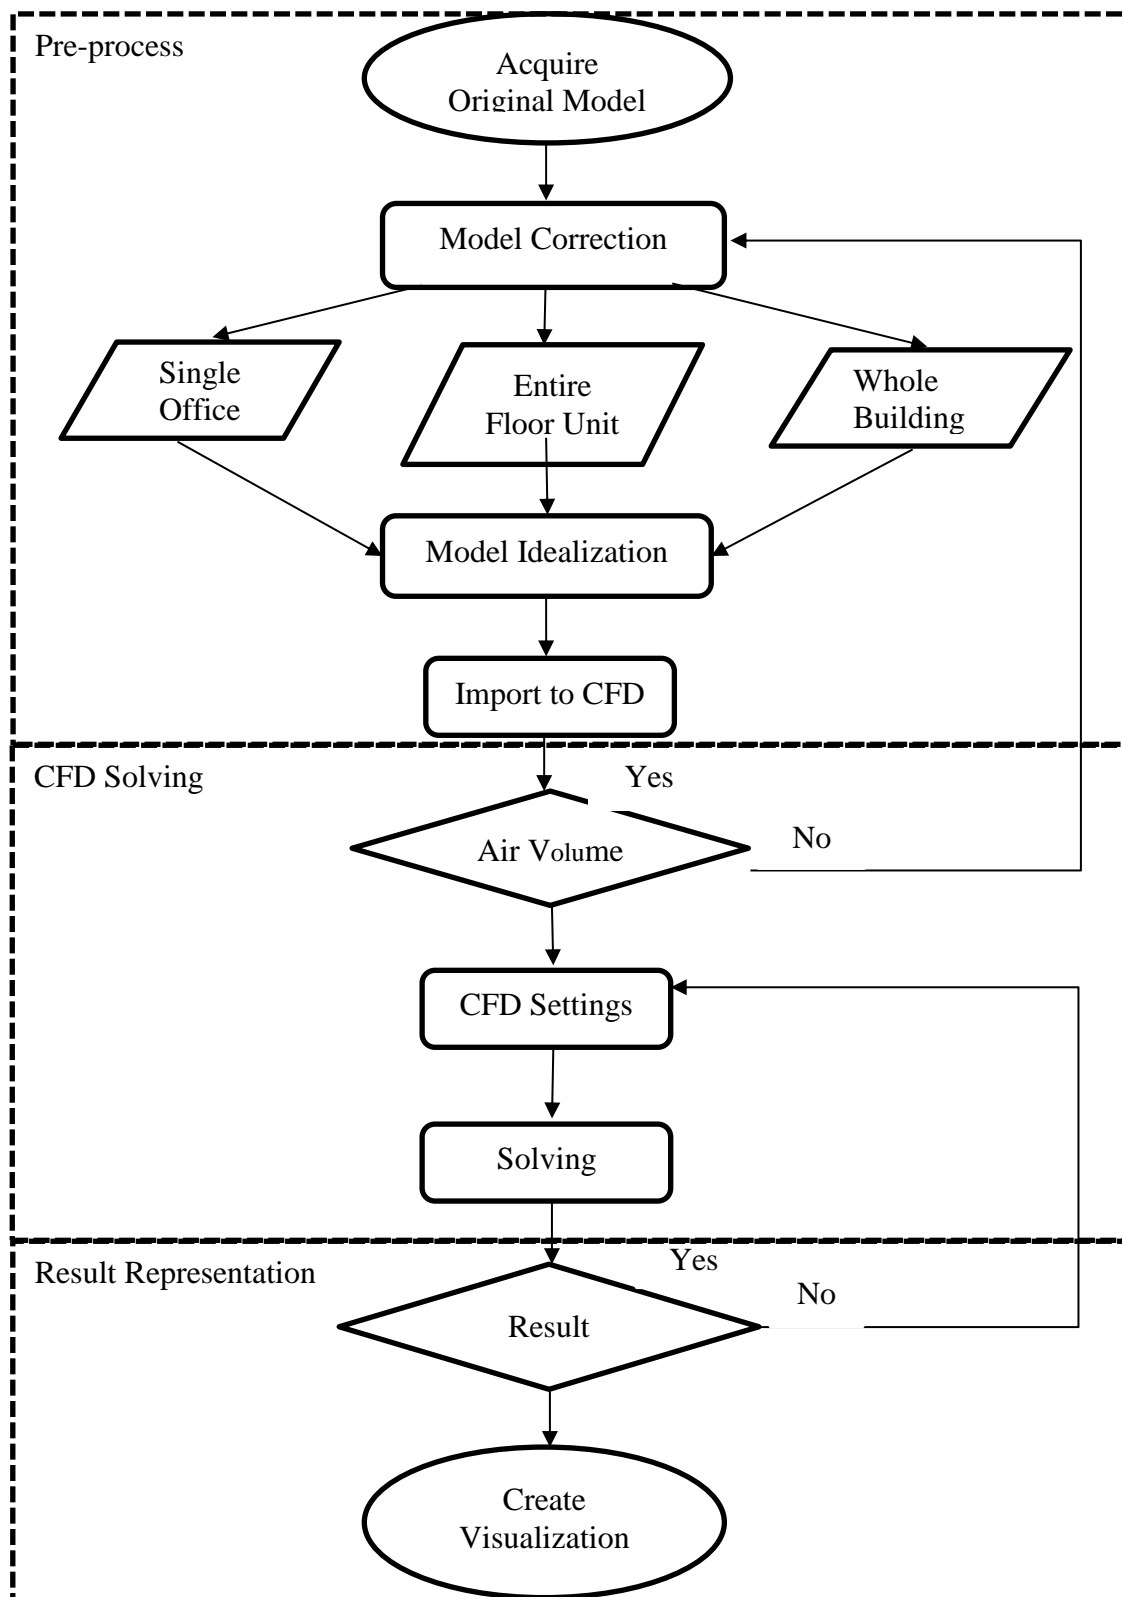 Pre-process
Acquire
Original Model
Model Correction
Single
Office
Entire
Floor Unit
Whole
Building
Model Idealization
Import to CFD
CFD Solving
Yes
Air Volume
No
CFD Settings
Solving
Result Representation
Yes
No
Result
Create
Visualization